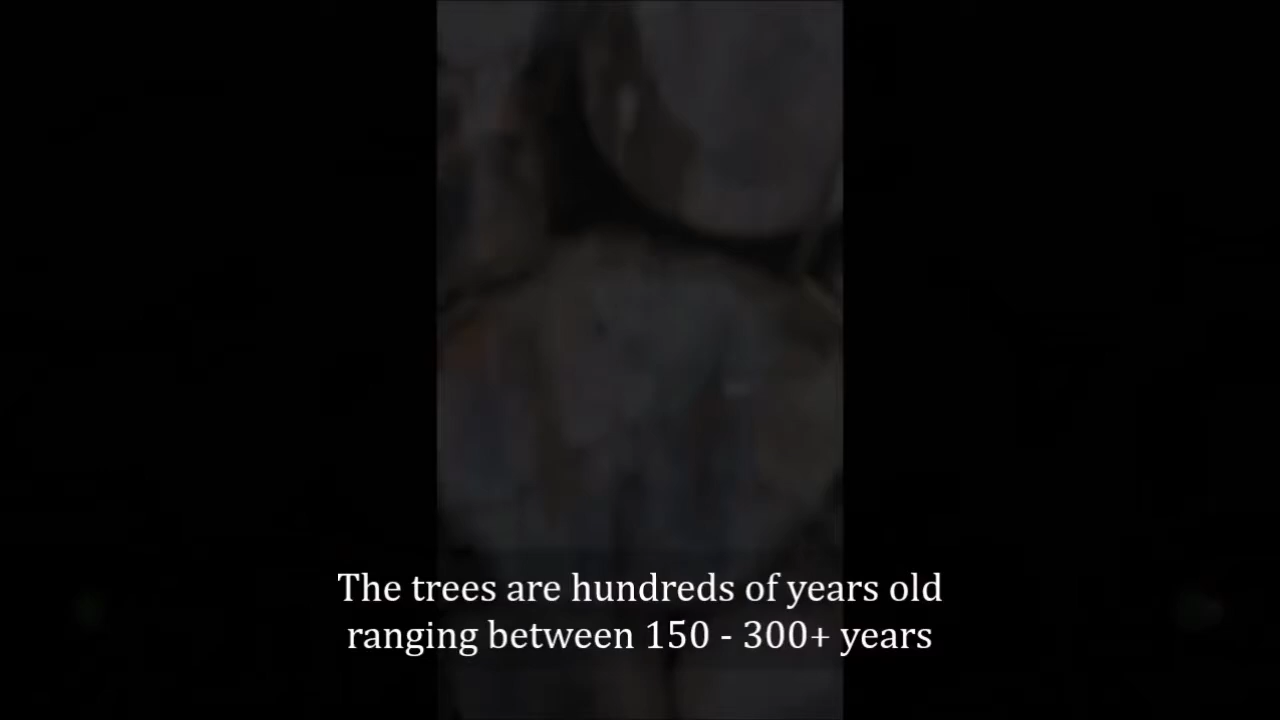 The trees are hundreds of years old
ranging between 150 - 300+ years